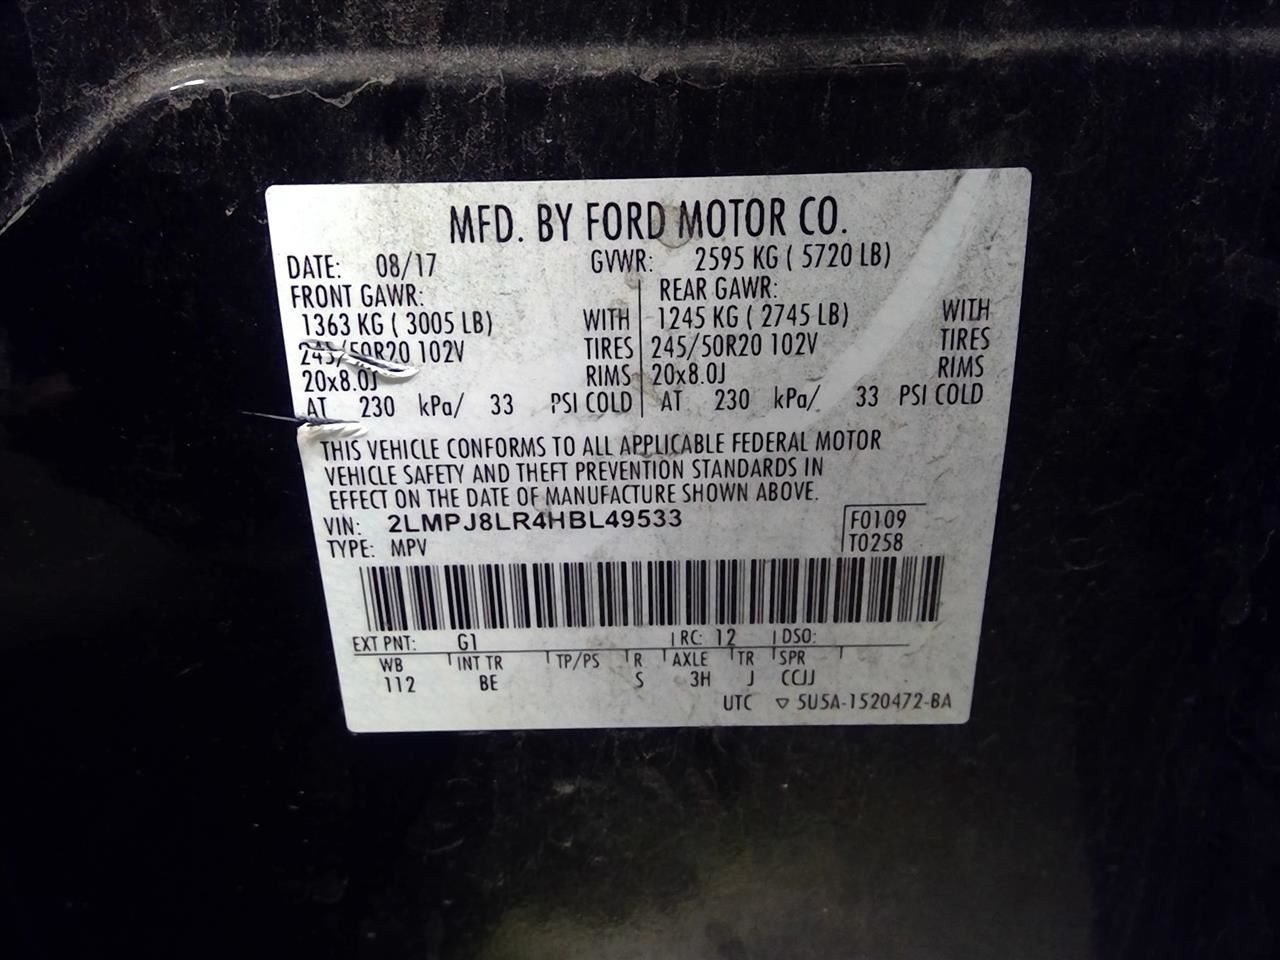 MFD. BY FORD MOTOR CO.
DATE: 08/17 GVWR: 2595 KG ( 5720 LB)
FRONT GAWR: REAR GAWR:
1363 KG ( 3005 LB) WITH 1245 KG ( 2745 LB) WITH
245/50R20 102V TIRES 245/50R20 102V TIRES
20x8.0J RIMS 20x8.0J RIMS
AT 230 kPa/ 33 PSI COLD AT 230 kPa/ 33 PSI COLD
THIS VEHICLE CONFORMS TO ALL APPLICABLE FEDERAL MOTOR
VEHICLE SAFETY AND THEFT PREVENTION STANDARDS IN
EFFECT ON THE DATE OF MANUFACTURE SHOWN ABOVE.
VIN: 2LMPJ8LR4HBL49533 F0109
TYPE: MPV T0258
EXT PNT: G1 RC: 12 DSO:
WB INT TR TP/PS R AXLE TR SPR
112 BE S 3H J CCJJ
UTC ▽ 5U5A-1520472-BA